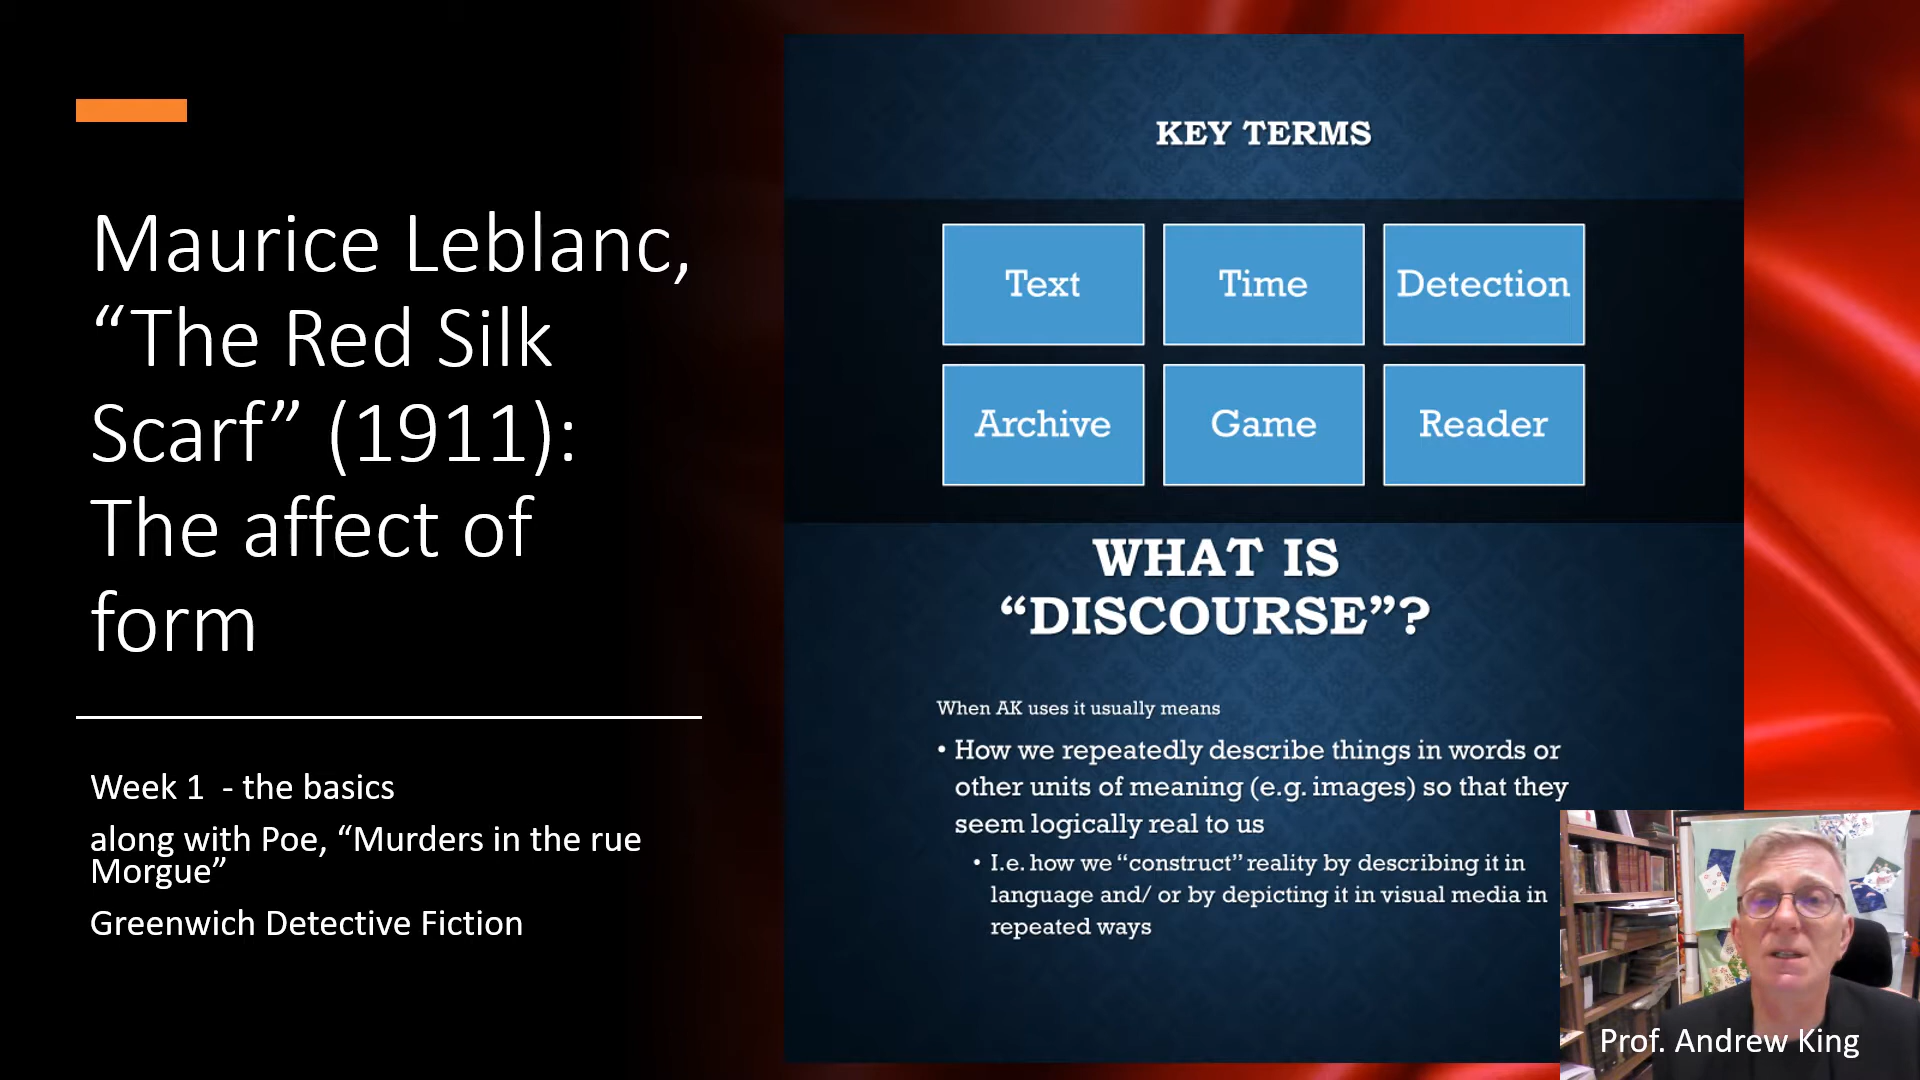 Maurice Leblanc,
“The Red Silk
Scarf” (1911):
The affect of
form
Week 1  - the basics
along with Poe, “Murders in the rue
Morgue”
Greenwich Detective Fiction
KEY TERMS
Text
Time
Detection
Archive
Game
Reader
WHAT IS
“DISCOURSE”?
When AK uses it usually means
• How we repeatedly describe things in words or
other units of meaning (e.g. images) so that they
seem logically real to us
• I.e. how we “construct” reality by describing it in
language and/ or by depicting it in visual media in
repeated ways
Prof. Andrew King